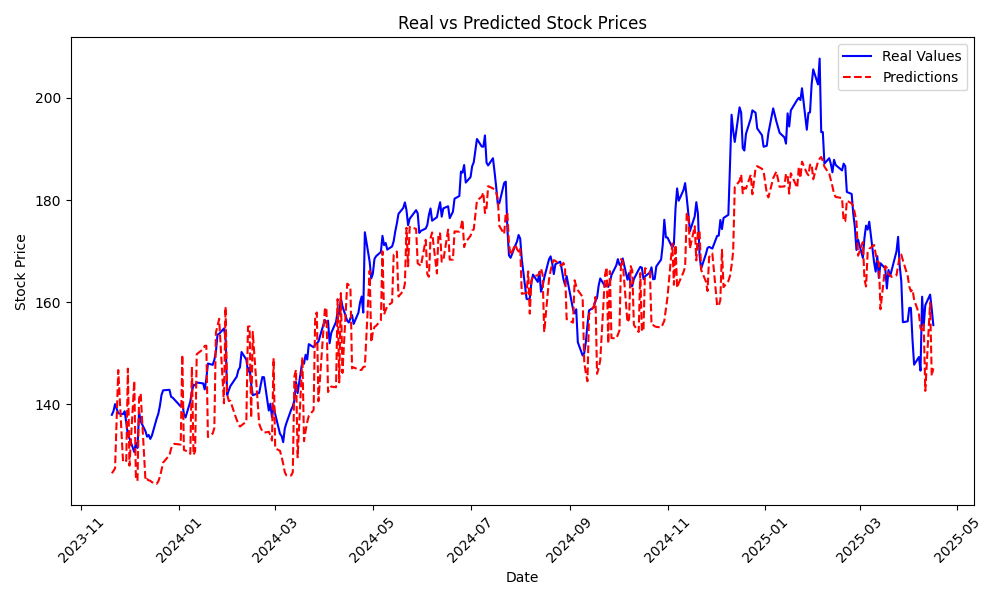 Real vs Predicted Stock Prices
Real Values
Predictions
Stock Price
200
180
160
140
2023-11
2024-01
2024-03
2024-05
2024-07
2024-09
2024-11
2025-01
2025-03
2025-05
Date